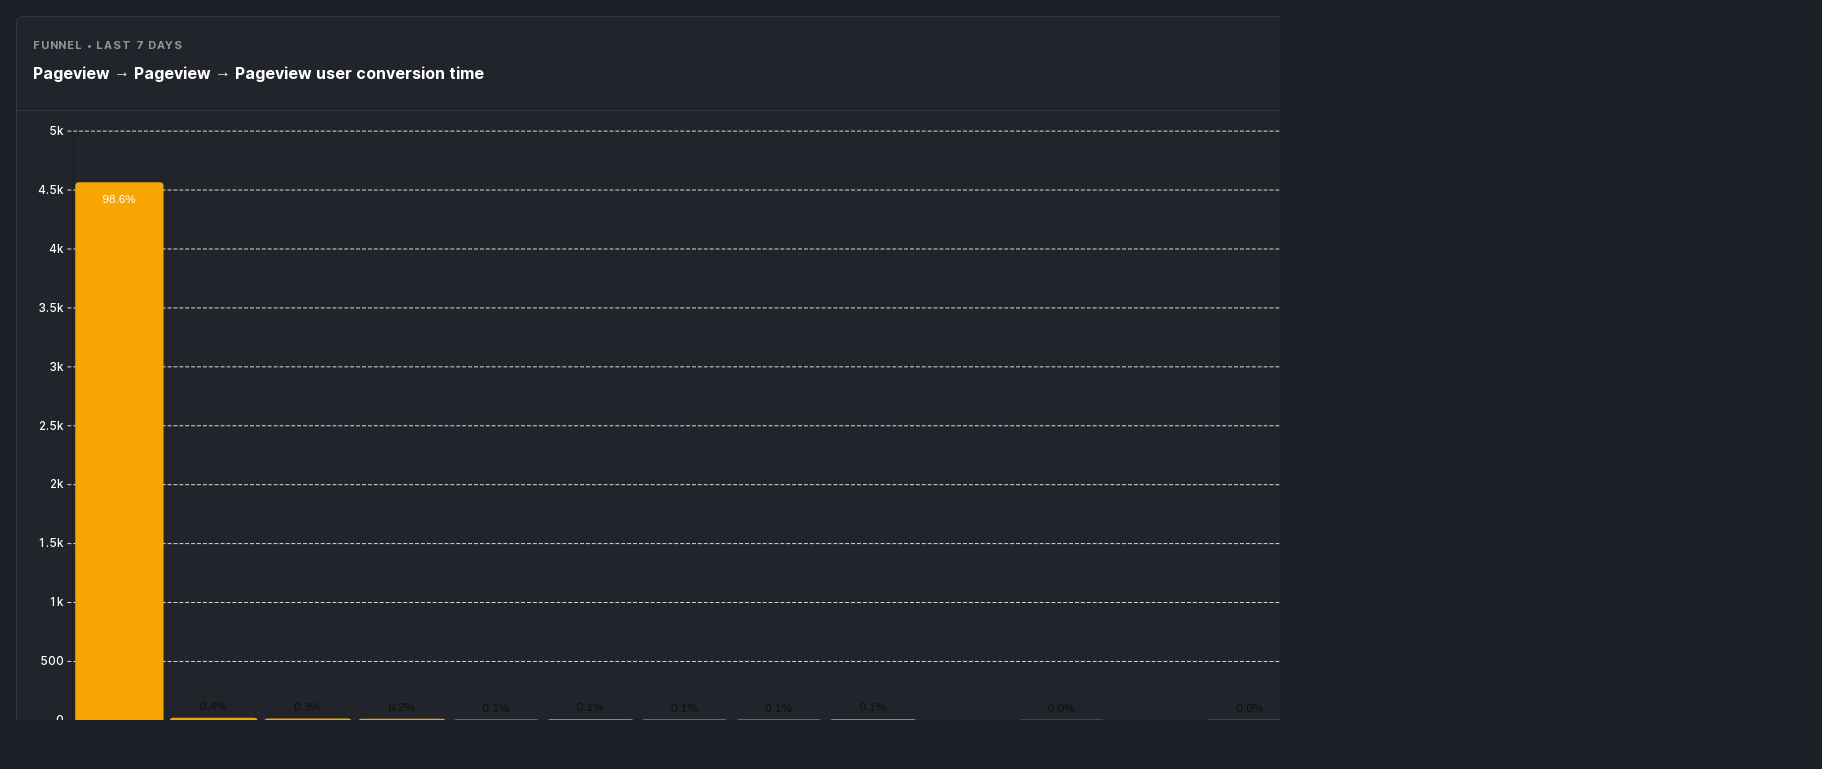 FUNNEL • LAST 7 DAYS
Pageview → Pageview → Pageview user conversion time
5k
4.5k
98.6%
4k
3.5k
3k
2.5k
2k
1.5k
1k
500
0.4% 0.3% 0.2% 0.1% 0.1% 0.1% 0.1% 0.1% 0.0% 0.0%
0